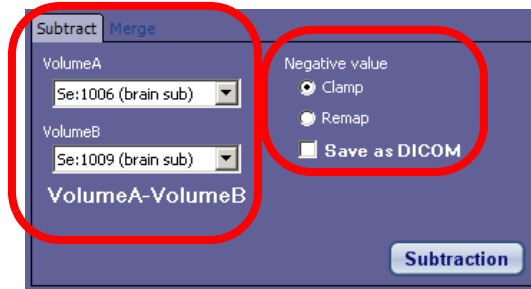 Subtract Merge
VolumeA
Se:1006 (brain sub)
VolumeB
Se:1009 (brain sub)
VolumeA-VolumeB
Negative value
Clamp
Remap
Save as DICOM
Subtraction